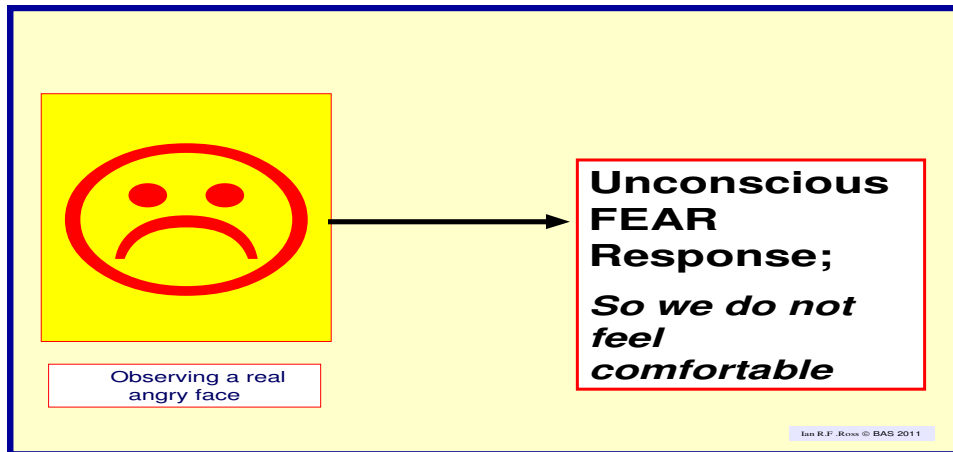 Unconscious
FEAR
Response;
So we do not
feel
comfortable
Observing a real
angry face
Ian R.F .Ross © BAS 2011